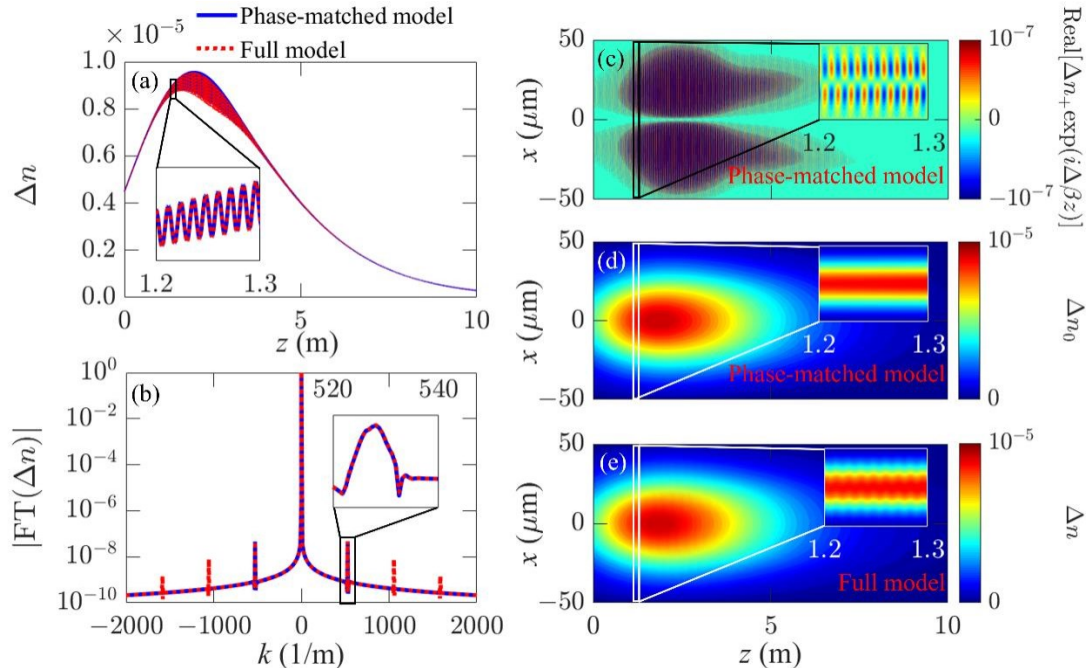 Phase-matched model
Full model
× 10⁻⁵
(a)
1.0
0.8
0.6
0.4
0.2
0.0
Δn
1.2 1.3
0 5 10
z (m)
(b)
520 540
10⁰
10⁻²
10⁻⁴
10⁻⁶
10⁻⁸
10⁻¹⁰
|FT(Δn)|
−2000 −1000 0 1000 2000
k (1/m)
(c)
50
0
−50
x (μm)
1.2 1.3
Phase-matched model
10⁻⁷
−10⁻⁷
Real[Δn₊exp(iΔβz)]
(d)
50
0
−50
x (μm)
1.2 1.3
Phase-matched model
10⁻⁵
0
Δn₀
(e)
50
0
−50
x (μm)
1.2 1.3
Full model
10⁻⁵
0
Δn
0 5 10
z (m)